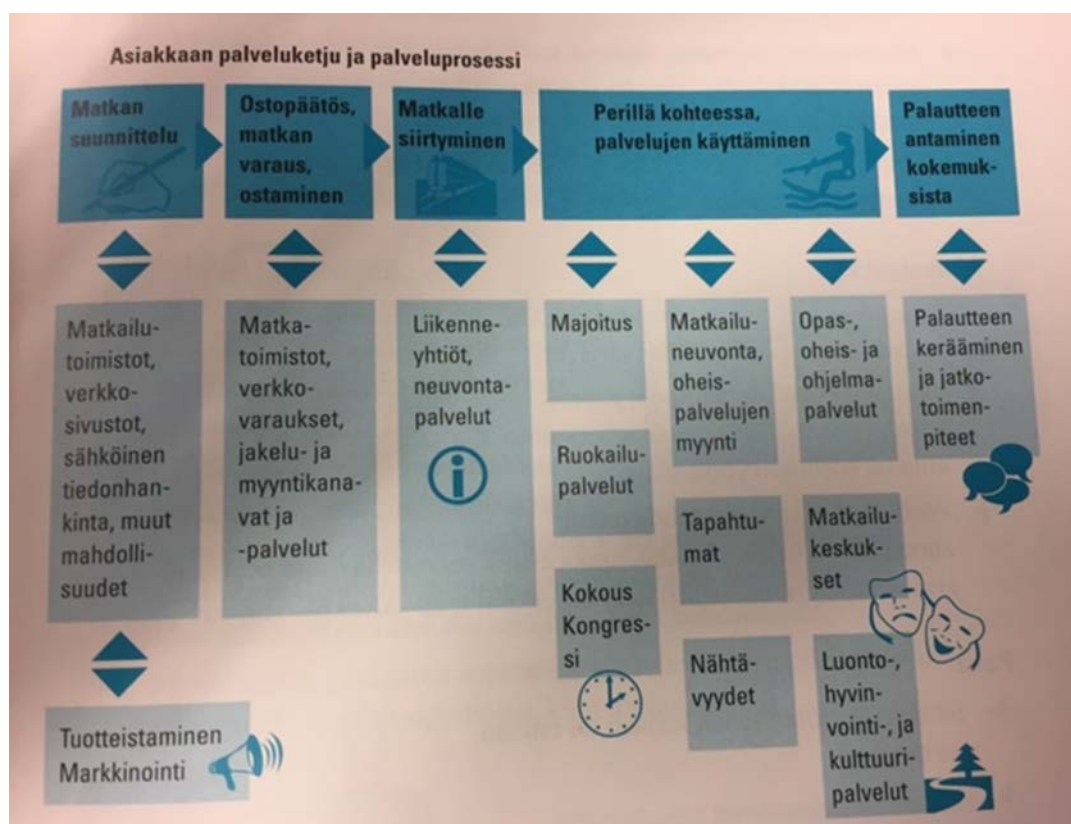 Asiakkaan palveluketju ja palveluprosessi
Matkan
suunnittelu
Ostopäätös,
matkan
varaus,
ostaminen
Matkalle
siirtyminen
Perillä kohteessa,
palvelujen käyttäminen
Palautteen
antaminen
kokemuk-
sista
Matkailu-
toimistot,
verkko-
sivustot,
sähköinen
tiedonhan-
kinta, muut
mahdolli-
suudet
Matka-
toimistot,
verkko-
varaukset,
jakelu- ja
myyntikana-
vat ja
-palvelut
Liikenne-
yhtiöt,
neuvonta-
palvelut
Majoitus
Ruokailu-
palvelut
Kokous
Kongres-
si
Matkailu-
neuvonta,
oheis-
palvelujen
myynti
Tapahtu-
mat
Nähtä-
vyydet
Opas-,
oheis- ja
ohjelma-
palvelut
Matkailu-
keskuk-
set
Luonto-,
hyvin-
vointi-, ja
kulttuuri-
palvelut
Palautteen
kerääminen
ja jatko-
toimen-
piteet
Tuotteistaminen
Markkinointi